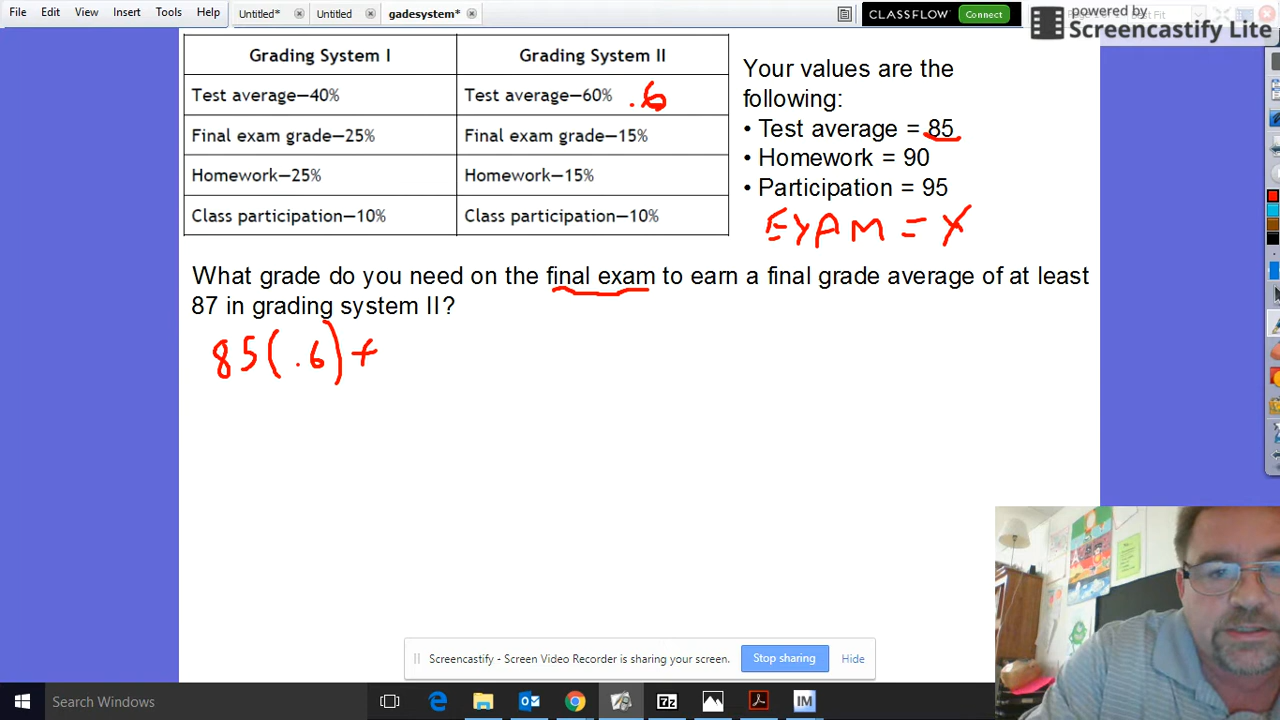 File Edit View Insert Tools Help Untitled* Untitled gadesystem* CLASSFLOW Connect
powered by
Screencastify Lite
Grading System I Grading System II
Test average—40% Test average—60% .6
Final exam grade—25% Final exam grade—15%
Homework—25% Homework—15%
Class participation—10% Class participation—10%
Your values are the
following:
• Test average = 85
• Homework = 90
• Participation = 95
EXAM = X
What grade do you need on the final exam to earn a final grade average of at least
87 in grading system II?
85(.6) +
Screencastify - Screen Video Recorder is sharing your screen. Stop sharing Hide
Search Windows 7z IM